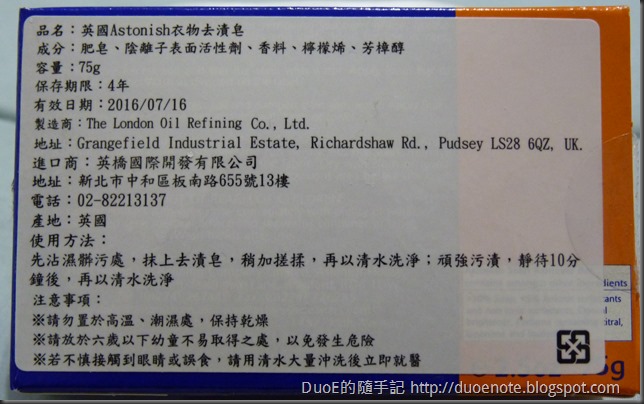 品名：英國Astonish衣物去漬皂
成分：肥皂、陰離子表面活性劑、香料、檸檬烯、芳樟醇
容量：75g
保存期限：4年
有效日期：2016/07/16
製造商：The London Oil Refining Co., Ltd.
地址：Grangefield Industrial Estate, Richardshaw Rd., Pudsey LS28 6QZ, UK.
進口商：英橋國際開發有限公司
地址：新北市中和區板南路655號13樓
電話：02-82213137
產地：英國
使用方法：
先沾濕髒污處，抹上去漬皂，稍加搓揉，再以清水洗淨；頑強污漬，靜待10分
鐘後，再以清水洗淨
注意事項：
※請勿置於高溫、潮濕處，保持乾燥
※請放於六歲以下幼童不易取得之處，以免發生危險
※若不慎接觸到眼睛或誤食，請用清水大量沖洗後立即就醫
DuoE的隨手記 http://duoenote.blogspot.com